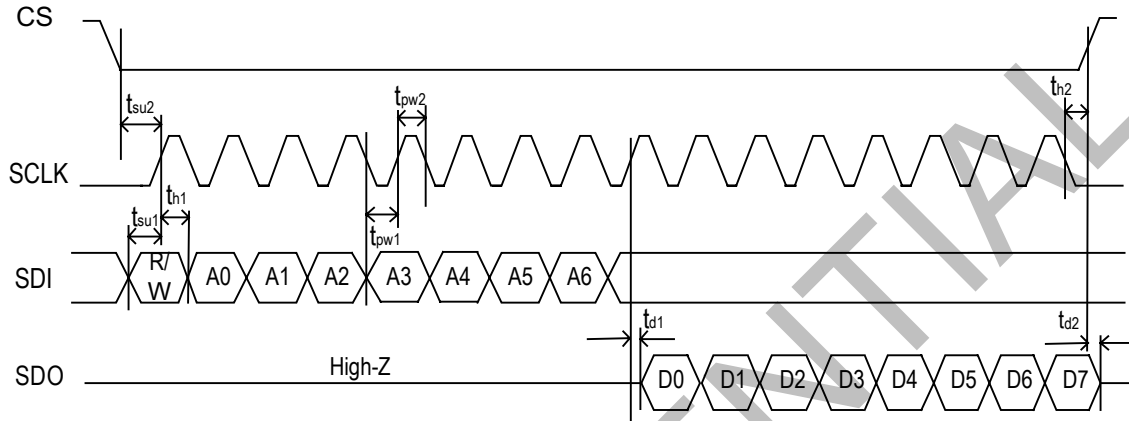 CS
tsu2
tpw2
th2
SCLK
tsu1
th1
tpw1
SDI
R/
W
A0
A1
A2
A3
A4
A5
A6
td1
td2
SDO
High-Z
D0
D1
D2
D3
D4
D5
D6
D7
ENTIAL